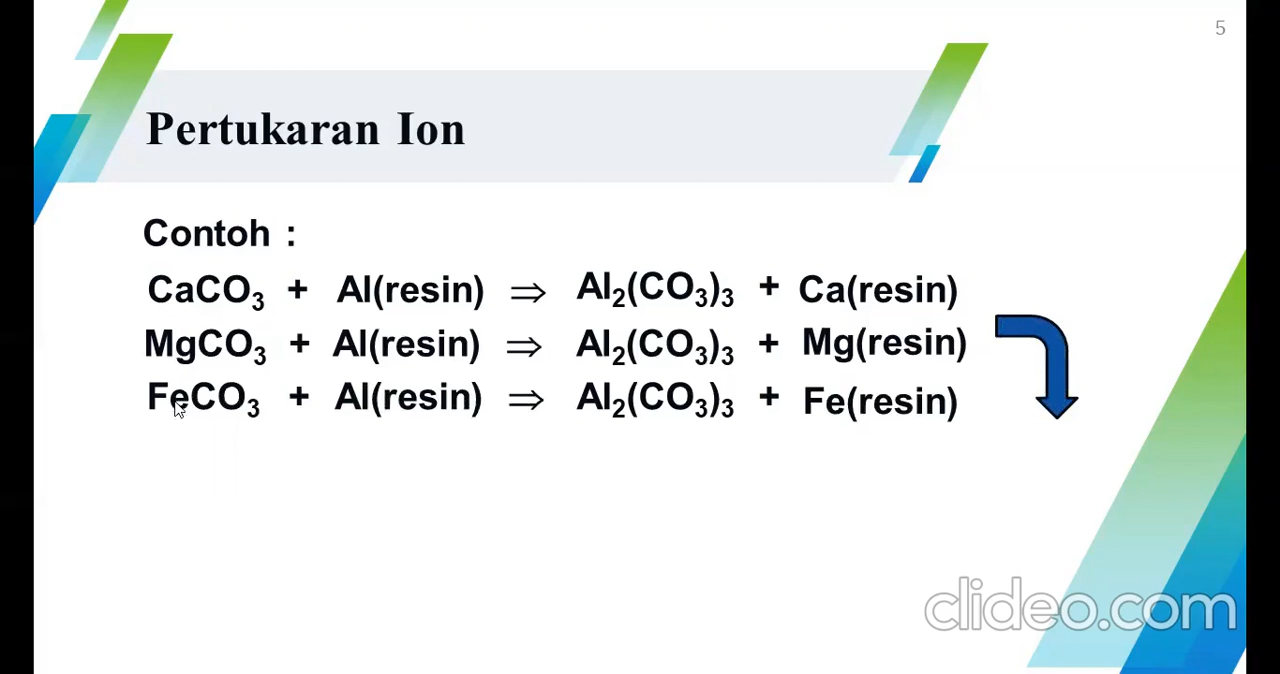 5
Pertukaran Ion
Contoh :
CaCO₃ + Al(resin) ⇒ Al₂(CO₃)₃ + Ca(resin)
MgCO₃ + Al(resin) ⇒ Al₂(CO₃)₃ + Mg(resin)
FeCO₃ + Al(resin) ⇒ Al₂(CO₃)₃ + Fe(resin)
clideo.com